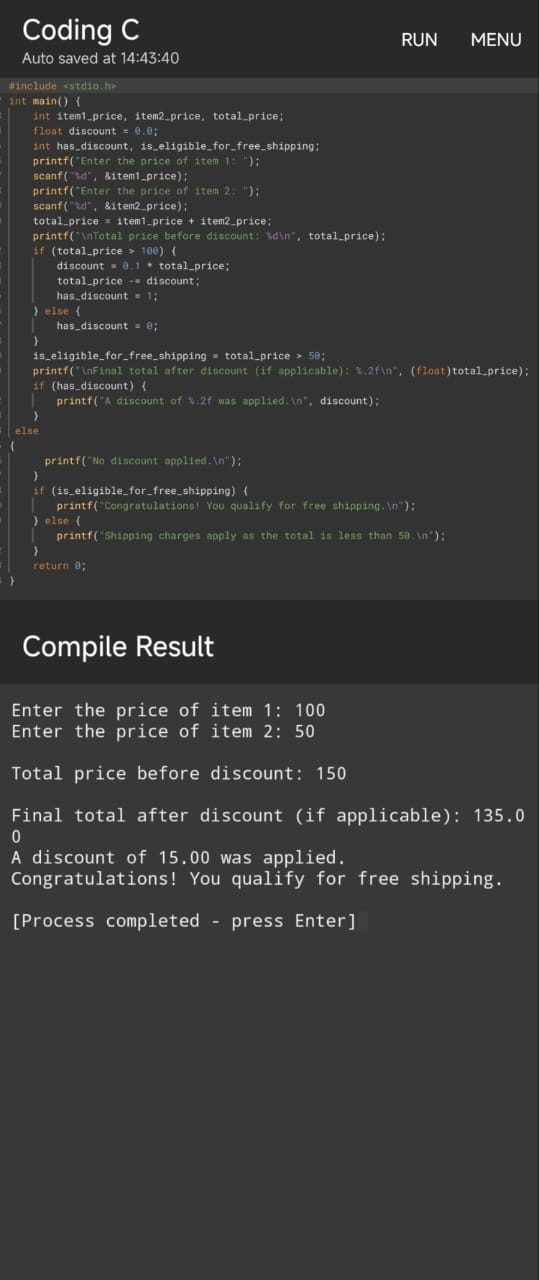 Coding C
Auto saved at 14:43:40
RUN
MENU
#include <stdio.h>
int main() {
    int item1_price, item2_price, total_price;
    float discount = 0.0;
    int has_discount, is_eligible_for_free_shipping;
    printf("Enter the price of item 1: ");
    scanf("%d", &item1_price);
    printf("Enter the price of item 2: ");
    scanf("%d", &item2_price);
    total_price = item1_price + item2_price;
    printf("\nTotal price before discount: %d\n", total_price);
    if (total_price > 100) {
        discount = 0.1 * total_price;
        total_price -= discount;
        has_discount = 1;
    } else {
        has_discount = 0;
    }
    is_eligible_for_free_shipping = total_price > 50;
    printf("\nFinal total after discount (if applicable): %.2f\n", (float)total_price);
    if (has_discount) {
        printf("A discount of %.2f was applied.\n", discount);
    }
 else
{
      printf("No discount applied.\n");
    }
    if (is_eligible_for_free_shipping) {
        printf("Congratulations! You qualify for free shipping.\n");
    } else {
        printf("Shipping charges apply as the total is less than 50.\n");
    }
    return 0;
}
Compile Result
Enter the price of item 1: 100
Enter the price of item 2: 50
Total price before discount: 150
Final total after discount (if applicable): 135.0
0
A discount of 15.00 was applied.
Congratulations! You qualify for free shipping.
[Process completed - press Enter]